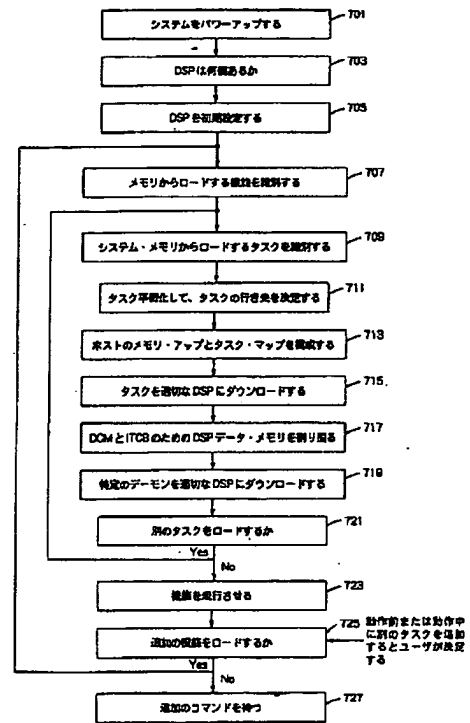 システムをパワーアップする
701
DSPは何個あるか
703
DSPを初期設定する
705
メモリからロードする機能を識別する
707
システム・メモリからロードするタスクを識別する
709
タスク平衡化して、タスクの行き先を決定する
711
ホストのメモリ・アップとタスク・マップを構成する
713
タスクを適切なDSPにダウンロードする
715
DCMとITCBのためのDSPデータ・メモリを割り振る
717
特定のデーモンを適切なDSPにダウンロードする
719
別のタスクをロードするか
721
Yes
No
機能を走行させる
723
追加の機能をロードするか
725
動作前または動作中
に別のタスクを追加
するとユーザが決定
する
Yes
No
追加のコマンドを待つ
727